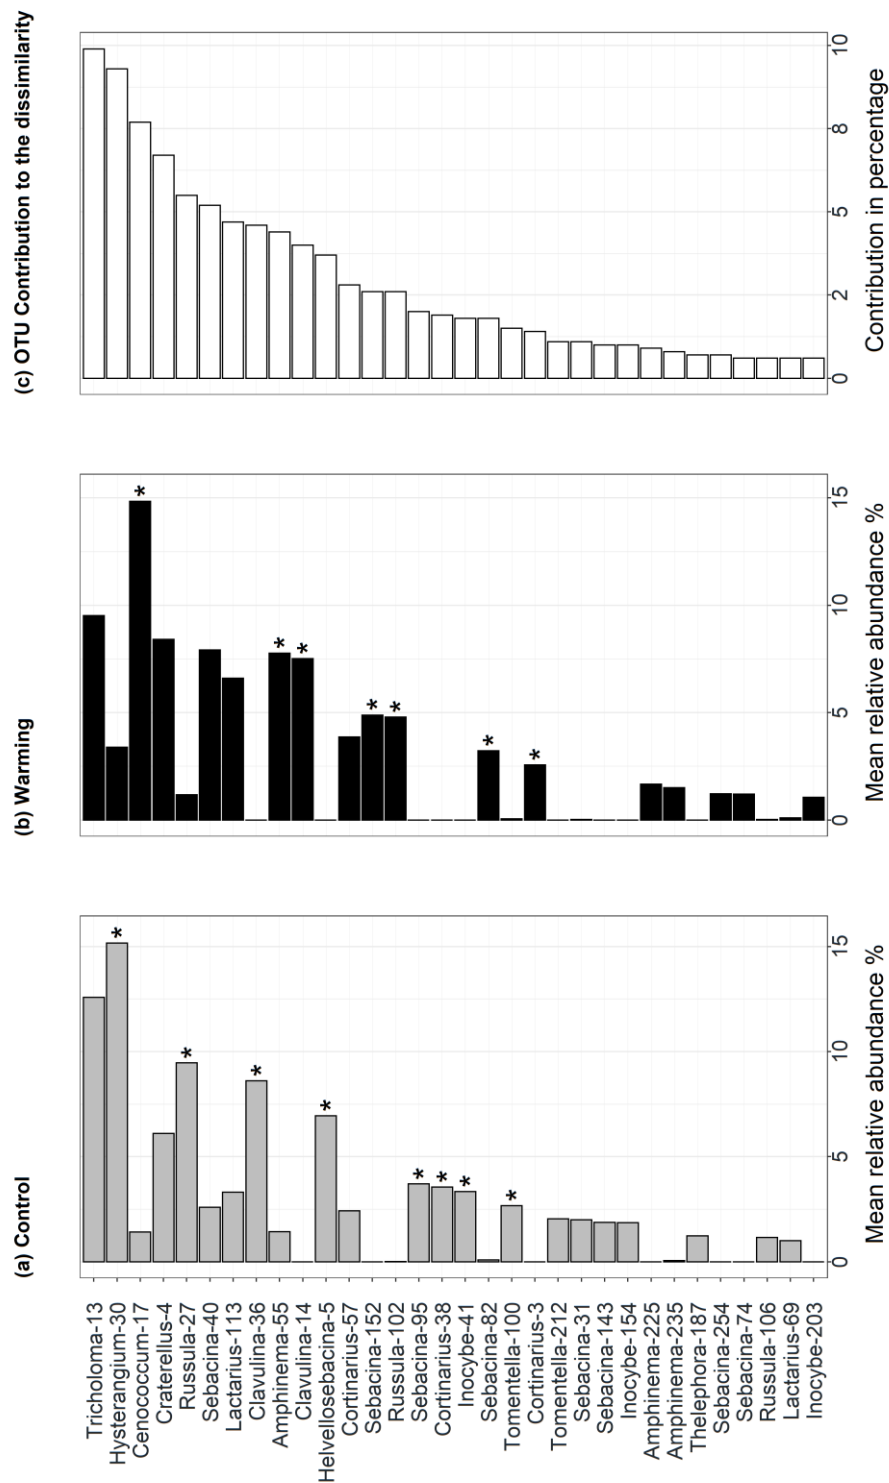 (a) Control
(b) Warming
(c) OTU Contribution to the dissimilarity
Tricholoma-13
Hysterangium-30
Cenococcum-17
Craterellus-4
Russula-27
Sebacina-40
Lactarius-113
Clavulina-36
Amphinema-55
Clavulina-14
Helvellosebacina-5
Cortinarius-57
Sebacina-152
Russula-102
Sebacina-95
Cortinarius-38
Inocybe-41
Sebacina-82
Tomentella-100
Cortinarius-3
Tomentella-212
Sebacina-31
Sebacina-143
Inocybe-154
Amphinema-225
Amphinema-235
Thelephora-187
Sebacina-254
Sebacina-74
Russula-106
Lactarius-69
Inocybe-203
* * * * * * * *
* * * * * * *
0 5 10 15
0 5 10 15
0 2 5 8 10
Mean relative abundance %
Mean relative abundance %
Contribution in percentage